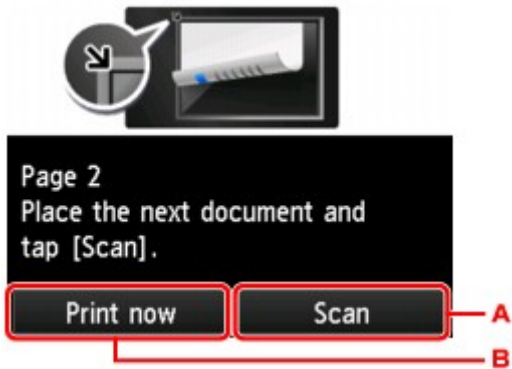 Page 2
Place the next document and
tap [Scan].
Print now
Scan
A
B